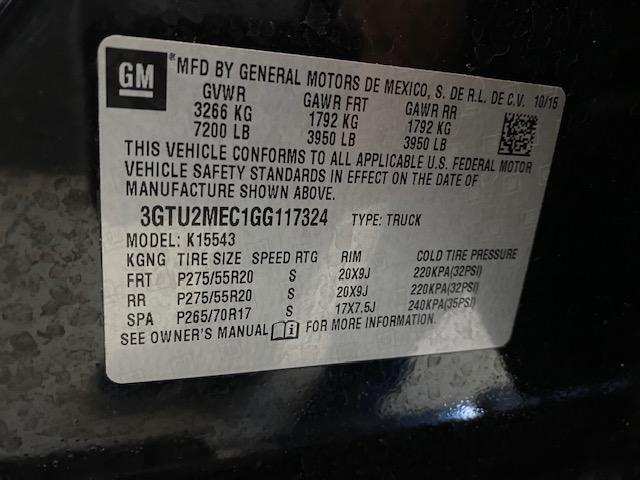 GM
® MFD BY GENERAL MOTORS DE MEXICO, S. DE R.L. DE C.V. 10/15
GVWR GAWR FRT GAWR RR
3266 KG 1792 KG 1792 KG
7200 LB 3950 LB 3950 LB
THIS VEHICLE CONFORMS TO ALL APPLICABLE U.S. FEDERAL MOTOR
VEHICLE SAFETY STANDARDS IN EFFECT ON THE DATE OF
MANUFACTURE SHOWN ABOVE.
3GTU2MEC1GG117324 TYPE: TRUCK
MODEL: K15543
KGNG TIRE SIZE SPEED RTG RIM COLD TIRE PRESSURE
FRT P275/55R20 S 20X9J 220KPA(32PSI)
RR P275/55R20 S 20X9J 220KPA(32PSI)
SPA P265/70R17 S 17X7.5J 240KPA(35PSI)
SEE OWNER'S MANUAL FOR MORE INFORMATION.